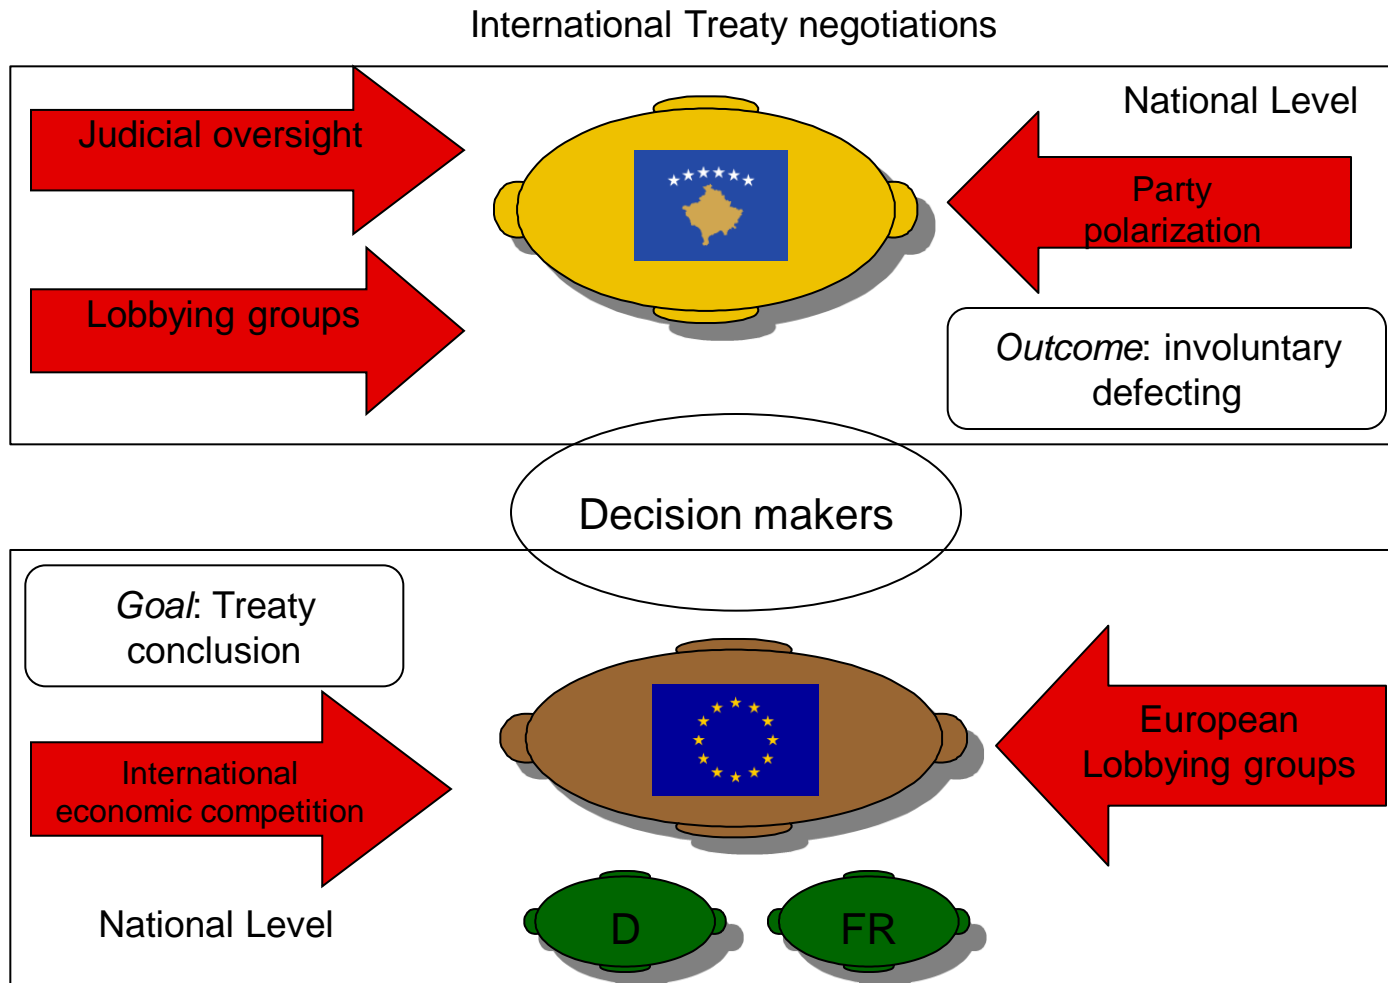 International Treaty negotiations
National Level
Judicial oversight
Party
polarization
Lobbying groups
Outcome: involuntary
defecting
Decision makers
Goal: Treaty
conclusion
European
Lobbying groups
International
economic competition
National Level
D
FR